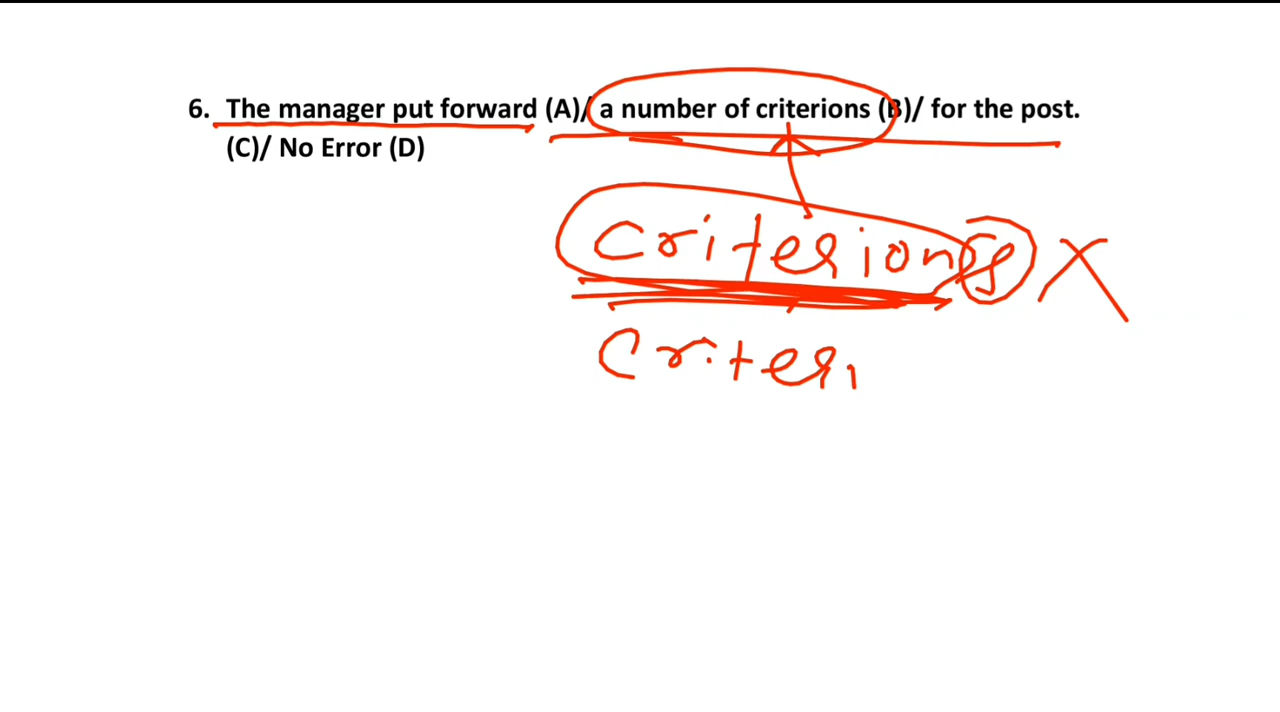 6. The manager put forward (A)/ a number of criterions (B)/ for the post.
(C)/ No Error (D)
Criterions X
Criteri